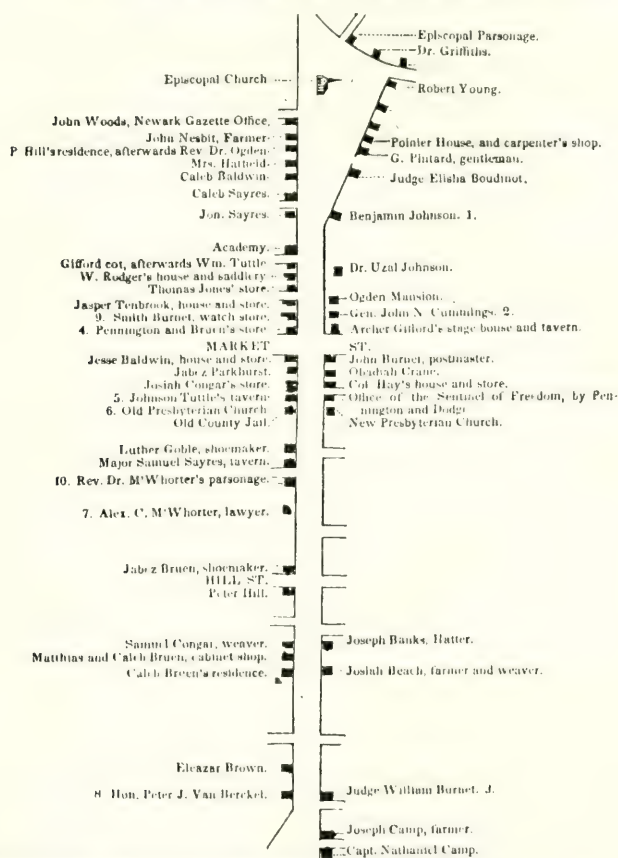 Episcopal Parsonage.
Dr. Griffiths.
Episcopal Church
Robert Young.
John Woods, Newark Gazette Office.
John Nesbit, Farmer
P Hill's residence, afterwards Rev Dr. Ogden
Mrs. Hatfield
Caleb Baldwin.
Caleb Sayres.
Jon. Sayres.
Pointer House, and carpenter's shop.
G. Pintard, gentleman.
Judge Elisha Boudinot.
Benjamin Johnson. 1.
Academy.
Gifford cot, afterwards Wm. Tuttle
W. Rodger's house and saddlery
Thomas Jones' store.
Jasper Tenbrook, house and store.
9. Smith Burnet, watch store.
4. Pennington and Bruen's store
Dr. Uzal Johnson.
Ogden Mansion.
Gen. John N. Cummings. 2.
Archer Gifford's stage house and tavern.
MARKET
ST.
Jesse Baldwin, house and store.
Jabez Parkhurst.
Josiah Congar's store.
5. Johnson Tuttle's tavern
6. Old Presbyterian Church
Old County Jail.
John Burnet, postmaster.
Obadiah Crane.
Col. Hay's house and store.
Office of the Sentinel of Freedom, by Pen-
nington and Dodge
New Presbyterian Church.
Luther Goble, shoemaker.
Major Samuel Sayres, tavern.
10. Rev. Dr. M'Whorter's parsonage.
7. Alex. C. M'Whorter, lawyer.
Jabez Bruen, shoemaker.
HILL ST.
Peter Hill.
Samuel Congar, weaver.
Matthias and Caleb Bruen, cabinet shop.
Caleb Breen's residence.
Joseph Banks, Hatter.
Josiah Beach, farmer and weaver.
Eleazar Brown.
8 Hon. Peter J. Van Berckel.
Judge William Burnet. 3.
Joseph Camp, farmer.
Capt. Nathaniel Camp.